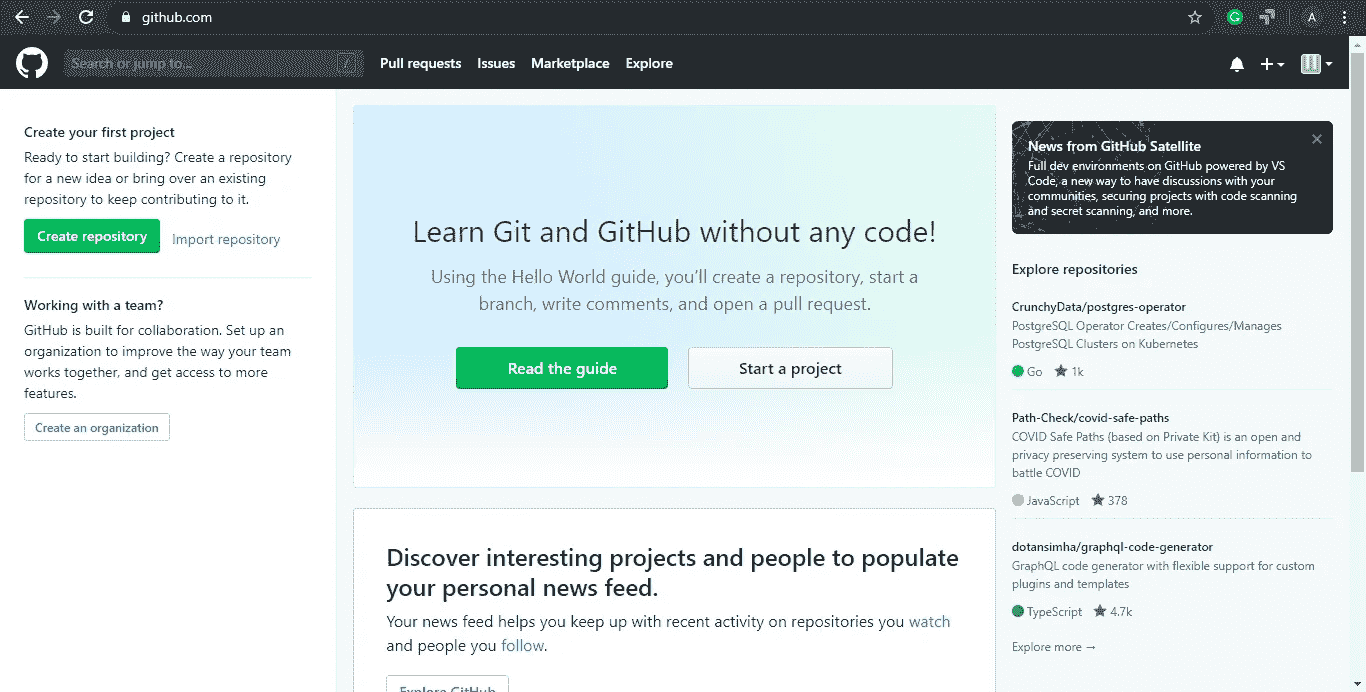 github.com
A
Search or jump to...
/
Pull requests Issues Marketplace Explore
Create your first project
Ready to start building? Create a repository
for a new idea or bring over an existing
repository to keep contributing to it.
Create repository Import repository
Working with a team?
GitHub is built for collaboration. Set up an
organization to improve the way your team
works together, and get access to more
features.
Create an organization
Learn Git and GitHub without any code!
Using the Hello World guide, you’ll create a repository, start a
branch, write comments, and open a pull request.
Read the guide Start a project
Discover interesting projects and people to populate
your personal news feed.
Your news feed helps you keep up with recent activity on repositories you watch
and people you follow.
Explore GitHub
News from GitHub Satellite
Full dev environments on GitHub powered by VS
Code, a new way to have discussions with your
communities, securing projects with code scanning
and secret scanning, and more.
Explore repositories
CrunchyData/postgres-operator
PostgreSQL Operator Creates/Configures/Manages
PostgreSQL Clusters on Kubernetes
Go 1k
Path-Check/covid-safe-paths
COVID Safe Paths (based on Private Kit) is an open and
privacy preserving system to use personal information to
battle COVID
JavaScript 378
dotansimha/graphql-code-generator
GraphQL code generator with flexible support for custom
plugins and templates
TypeScript 4.7k
Explore more →